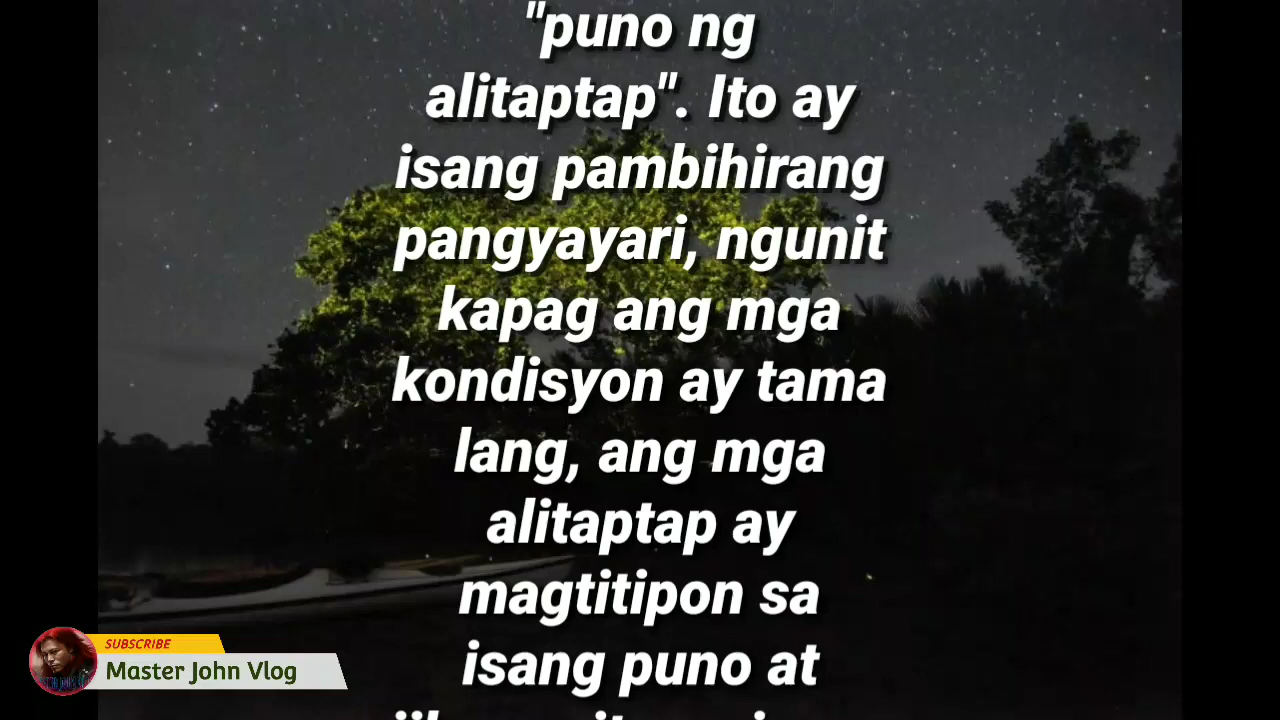 "puno ng
alitaptap". Ito ay
isang pambihirang
pangyayari, ngunit
kapag ang mga
kondisyon ay tama
lang, ang mga
alitaptap ay
magtitipon sa
isang puno at
SUBSCRIBE
Master John Vlog